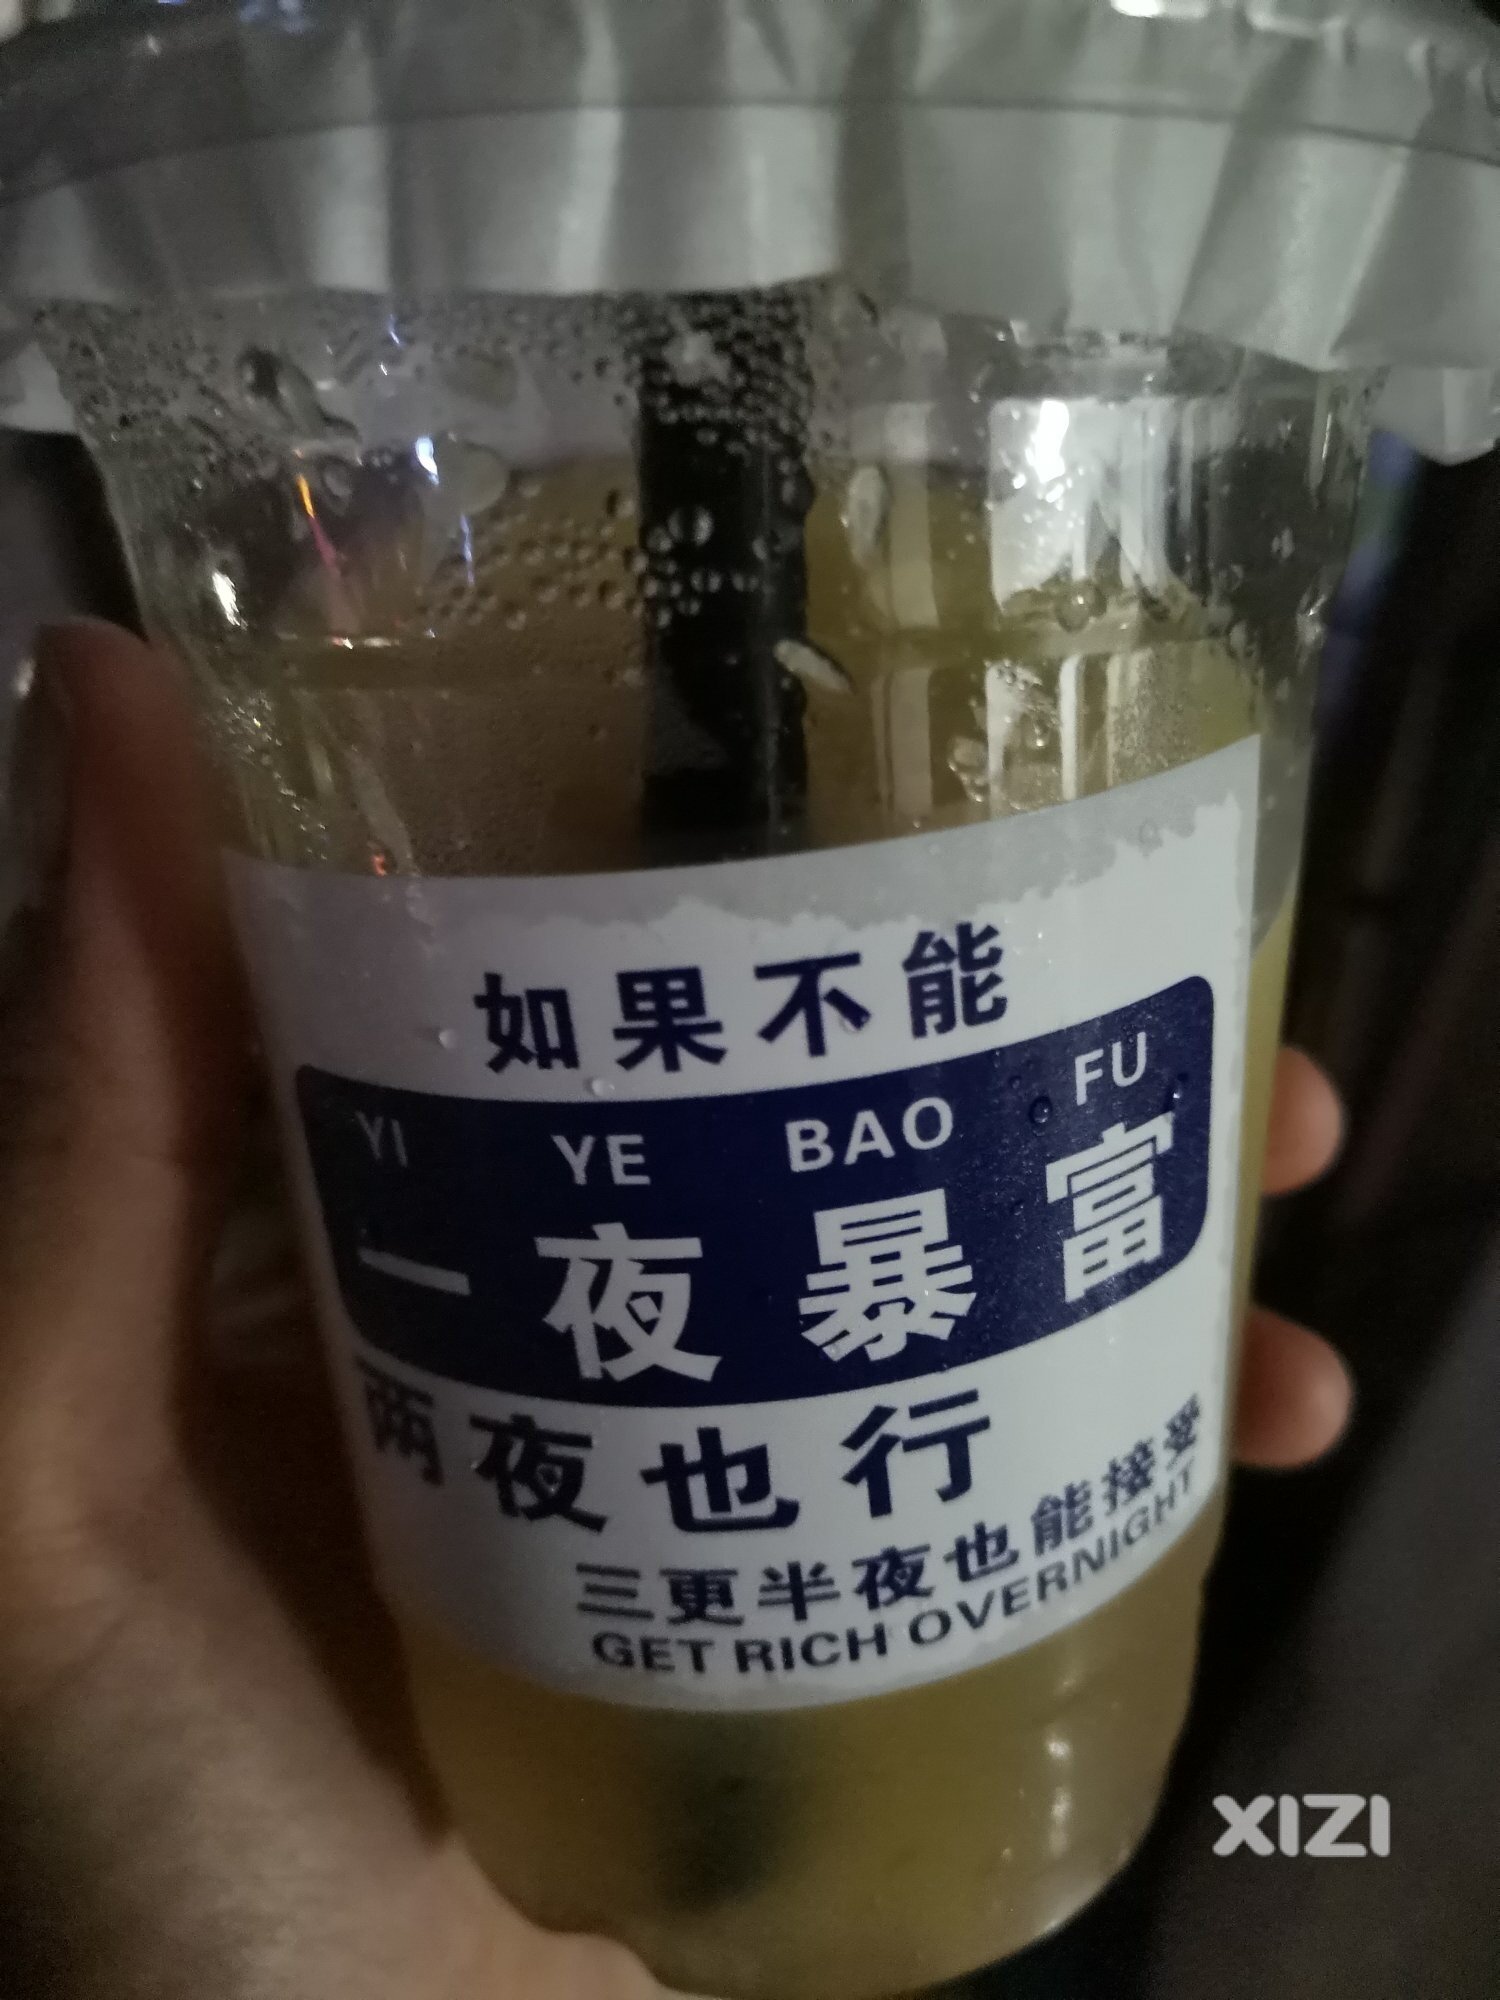 如果不能
YI YE BAO FU
一夜暴富
两夜也行
三更半夜也能接受
GET RICH OVERNIGHT
XIZI